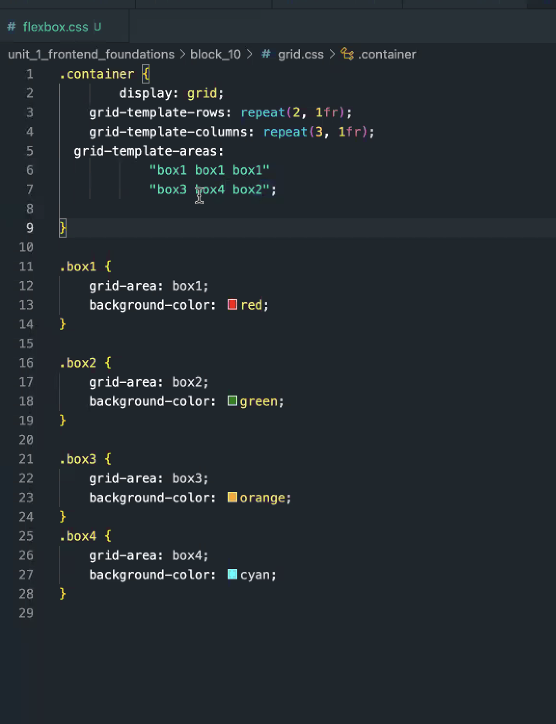 # flexbox.css U
unit_1_frontend_foundations > block_10 > # grid.css > .container
1 .container {
2 display: grid;
3 grid-template-rows: repeat(2, 1fr);
4 grid-template-columns: repeat(3, 1fr);
5 grid-template-areas:
6 "box1 box1 box1"
7 "box3 box4 box2";
8
9 }
10
11 .box1 {
12 grid-area: box1;
13 background-color: red;
14 }
15
16 .box2 {
17 grid-area: box2;
18 background-color: green;
19 }
20
21 .box3 {
22 grid-area: box3;
23 background-color: orange;
24 }
25 .box4 {
26 grid-area: box4;
27 background-color: cyan;
28 }
29